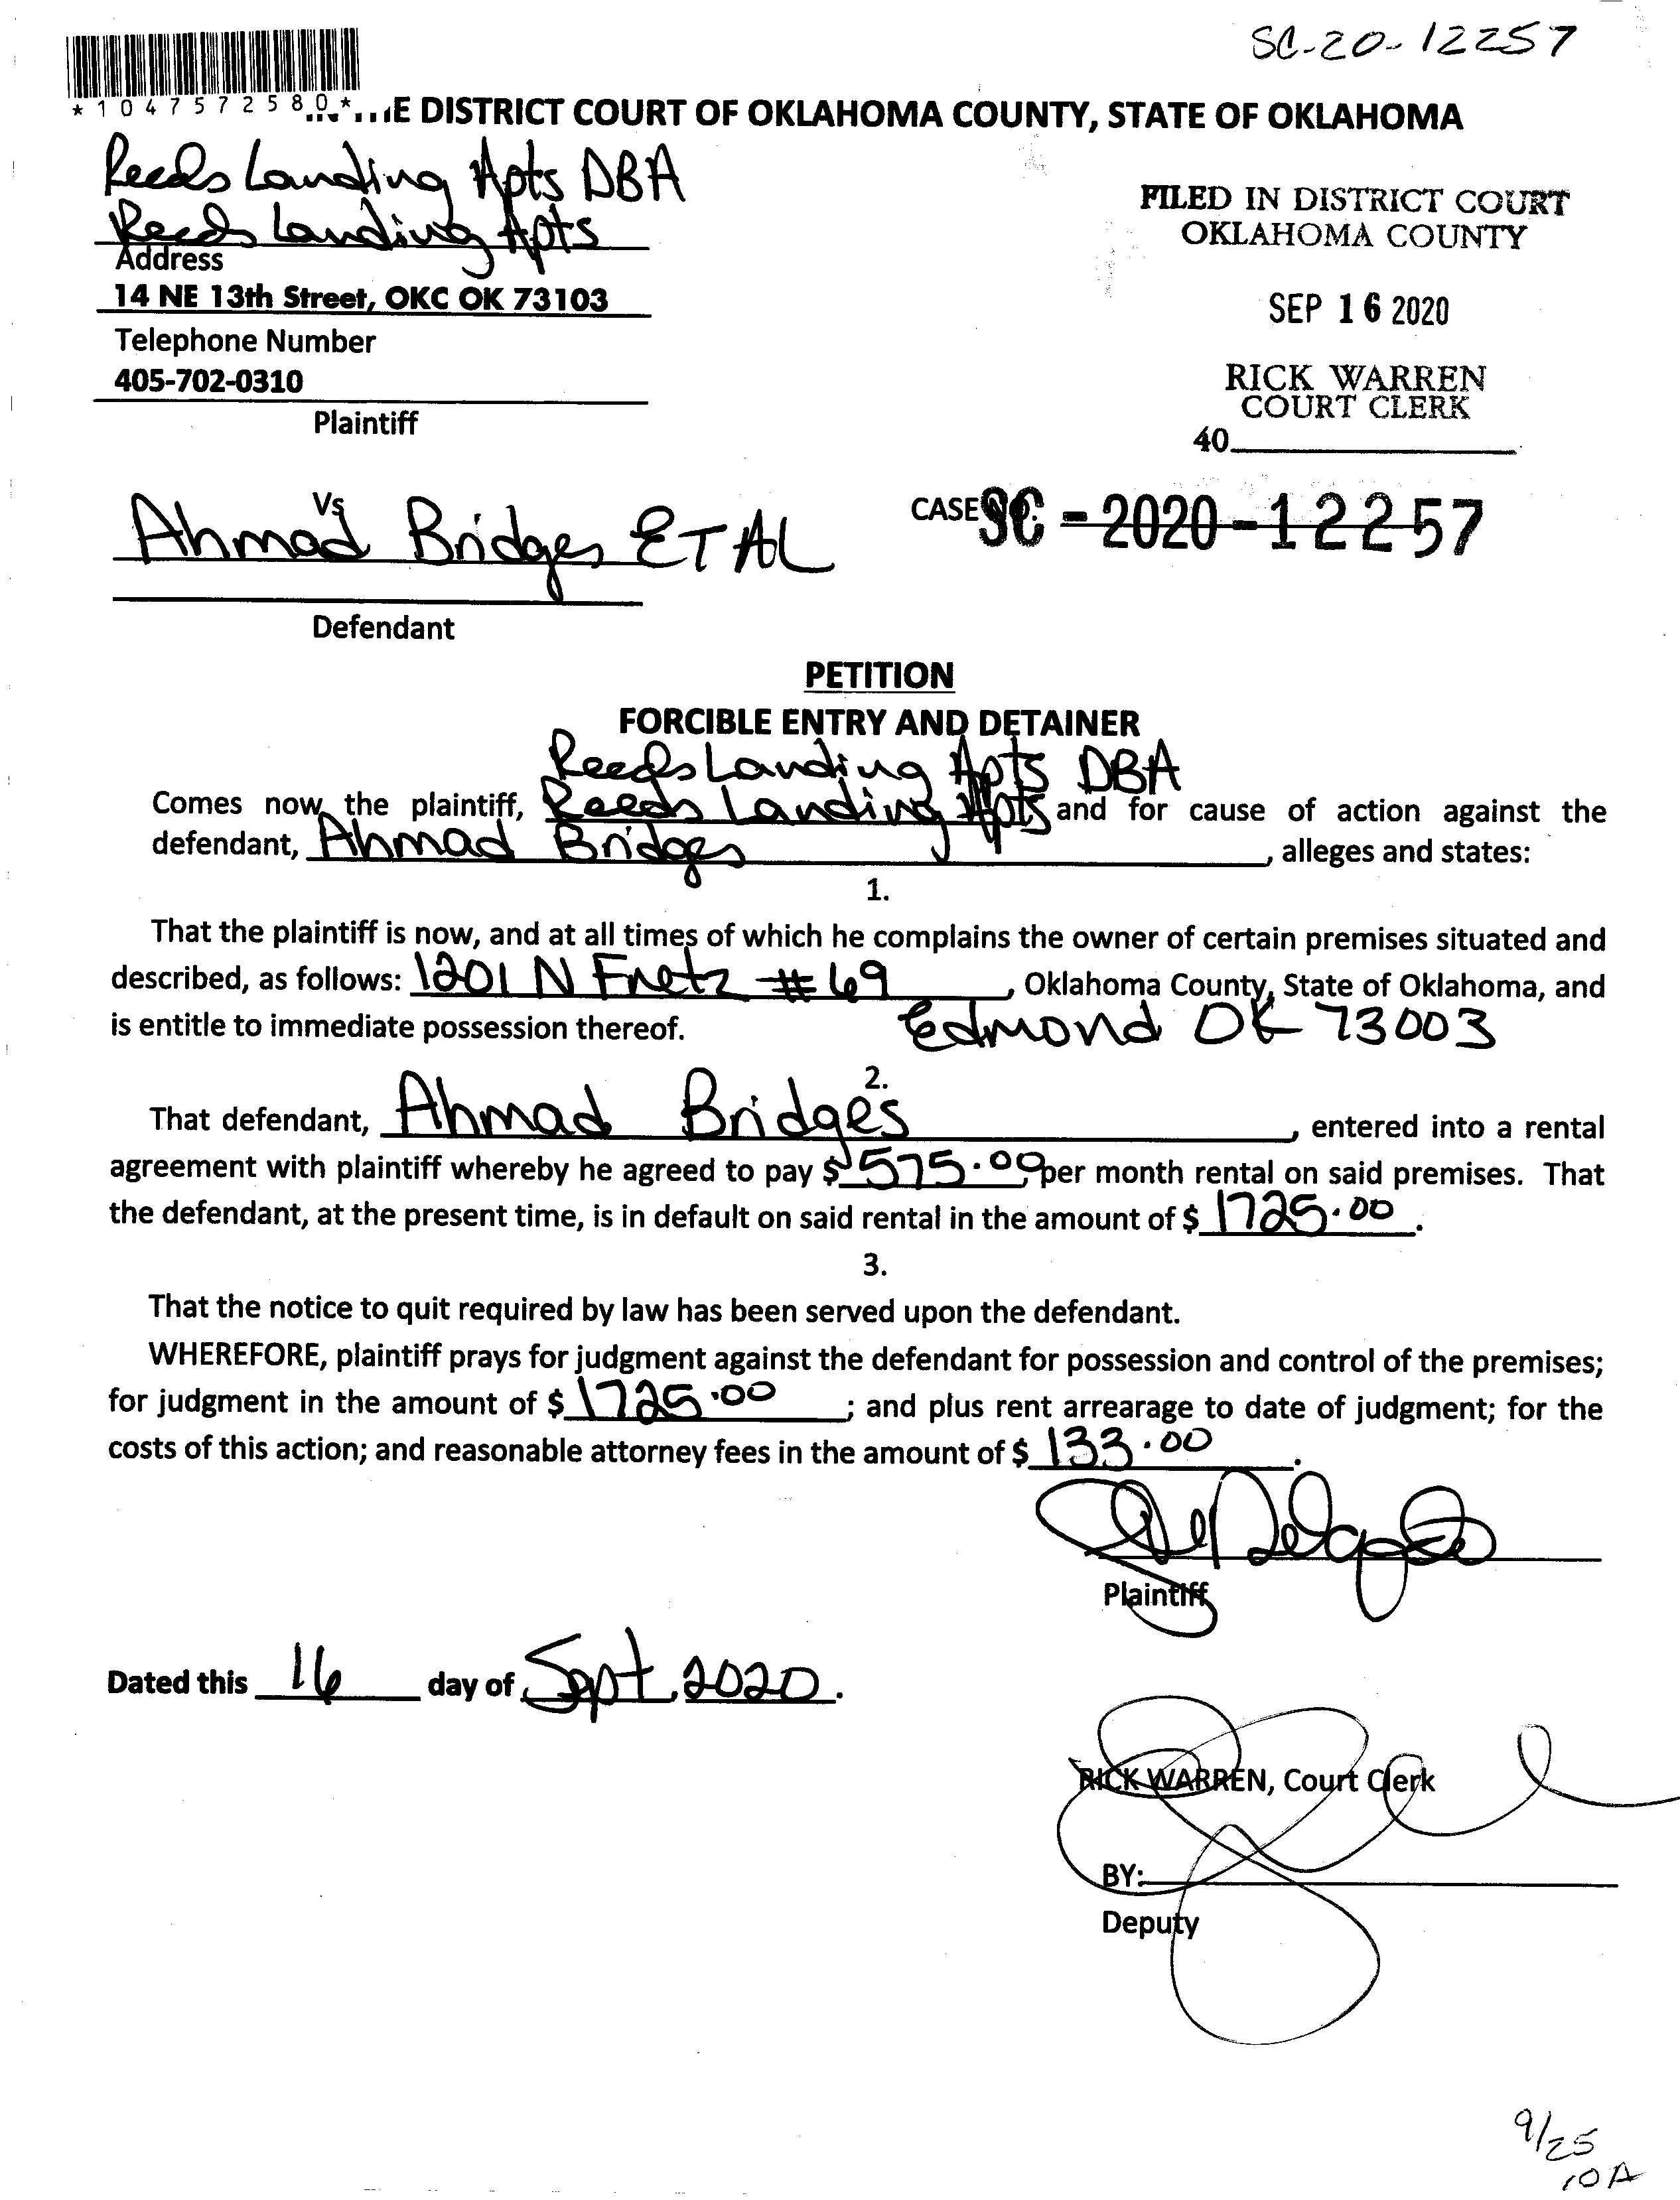 SC-20-12257
*1047572580*
E DISTRICT COURT OF OKLAHOMA COUNTY, STATE OF OKLAHOMA
Reeds Landing Apts DBA
Reeds Landing Apts
Address
14 NE 13th Street, OKC OK 73103
Telephone Number
405-702-0310
Plaintiff
FILED IN DISTRICT COURT
OKLAHOMA COUNTY
SEP 16 2020
RICK WARREN
COURT CLERK
40
Vs
Ahmad Bridges ET AL
Defendant
CASE NO. SC-2020-12257
PETITION
FORCIBLE ENTRY AND DETAINER
Reeds Landing Apts DBA
Comes now the plaintiff, Reeds Landing Apts and for cause of action against the
defendant, Ahmad Bridges, alleges and states:
1.
That the plaintiff is now, and at all times of which he complains the owner of certain premises situated and
described, as follows: 1201 N Fretz #69, Oklahoma County, State of Oklahoma, and
is entitle to immediate possession thereof. Edmond OK 73003
2.
That defendant, Ahmad Bridges, entered into a rental
agreement with plaintiff whereby he agreed to pay $ 575.00, per month rental on said premises. That
the defendant, at the present time, is in default on said rental in the amount of $ 1725.00.
3.
That the notice to quit required by law has been served upon the defendant.
WHEREFORE, plaintiff prays for judgment against the defendant for possession and control of the premises;
for judgment in the amount of $ 1725.00; and plus rent arrearage to date of judgment; for the
costs of this action; and reasonable attorney fees in the amount of $ 133.00.
Plaintiff
Dated this 16 day of Sept, 2020.
RICK WARREN, Court Clerk
BY:
Deputy
9/25
10A